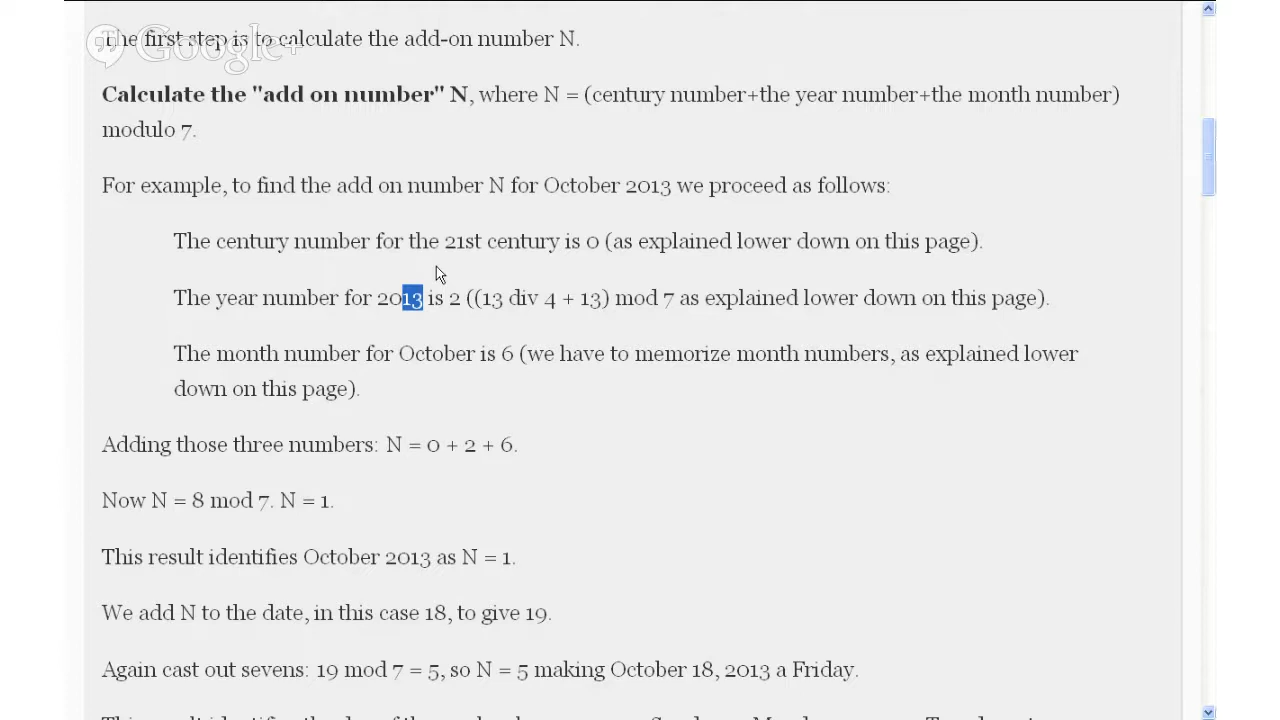 The first step is to calculate the add-on number N.
Google+
Calculate the "add on number" N, where N = (century number+the year number+the month number)
modulo 7.
For example, to find the add on number N for October 2013 we proceed as follows:
The century number for the 21st century is 0 (as explained lower down on this page).
The year number for 2013 is 2 ((13 div 4 + 13) mod 7 as explained lower down on this page).
The month number for October is 6 (we have to memorize month numbers, as explained lower
down on this page).
Adding those three numbers: N = 0 + 2 + 6.
Now N = 8 mod 7. N = 1.
This result identifies October 2013 as N = 1.
We add N to the date, in this case 18, to give 19.
Again cast out sevens: 19 mod 7 = 5, so N = 5 making October 18, 2013 a Friday.